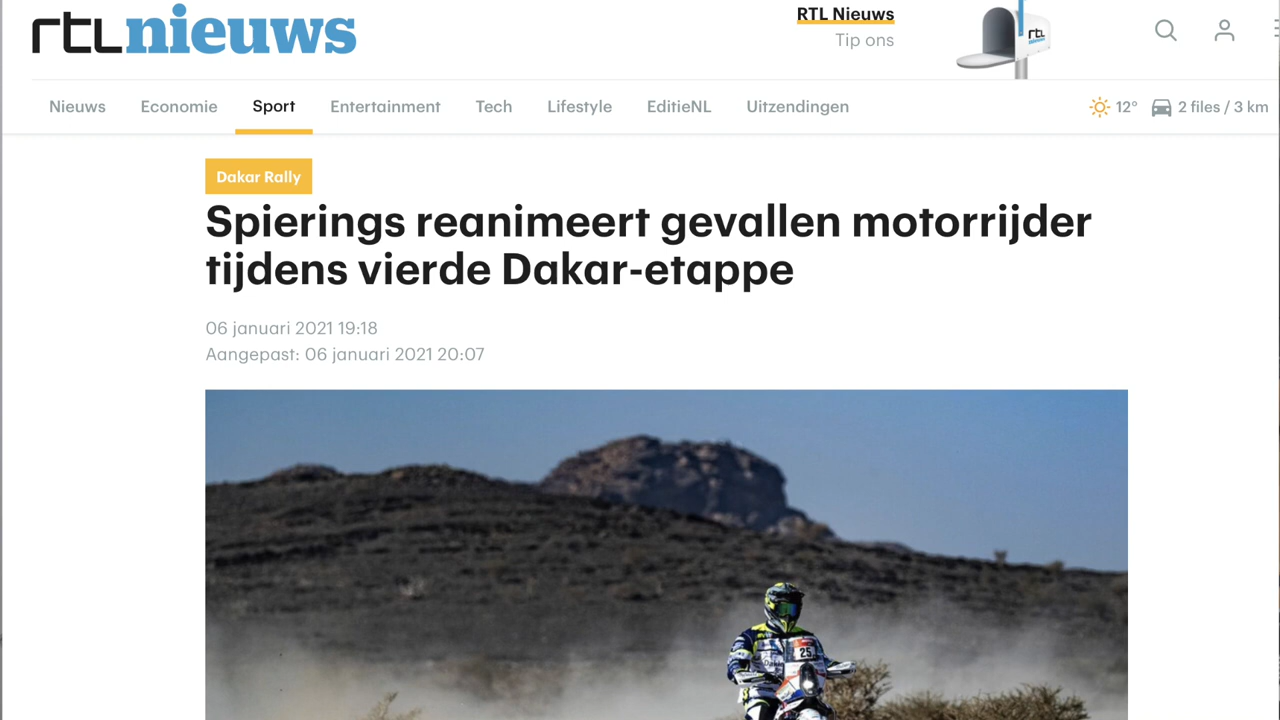 rtlnieuws
RTL Nieuws
Tip ons
rtl
Nieuws Economie Sport Entertainment Tech Lifestyle EditieNL Uitzendingen 12° 2 files / 3 km
Dakar Rally
Spierings reanimeert gevallen motorrijder
tijdens vierde Dakar-etappe
06 januari 2021 19:18
Aangepast: 06 januari 2021 20:07
25